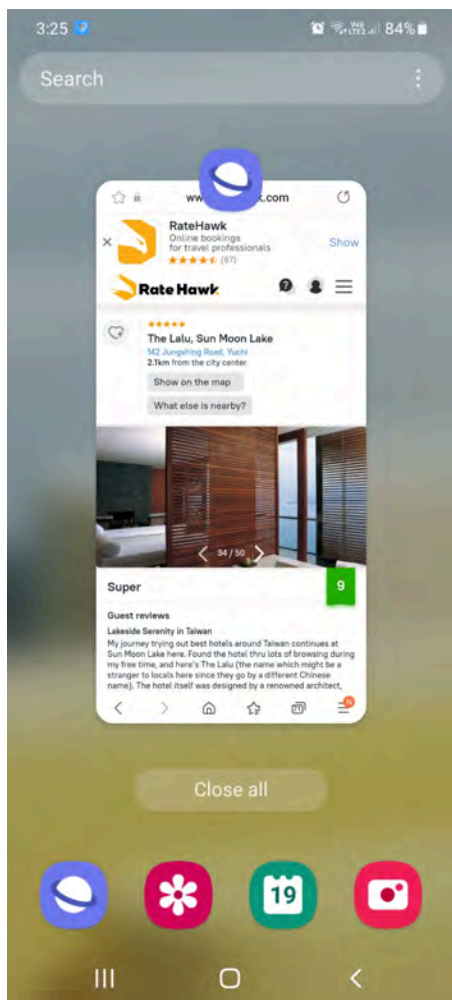 3:25
84%
Search
RateHawk
Online bookings
for travel professionals
(67)
Show
Rate Hawk
The Lalu, Sun Moon Lake
142 Jungshing Road, Yuchi
2.1km from the city center
Show on the map
What else is nearby?
34 / 50
Super
9
Guest reviews
Lakeside Serenity in Taiwan
My journey trying out best hotels around Taiwan continues at
Sun Moon Lake here. Found the hotel thru lots of browsing during
my free time, and here's The Lalu (the name which might be a
stranger to locals here since they go by a different Chinese
name). The hotel itself was designed by a renowned architect,
Close all
19